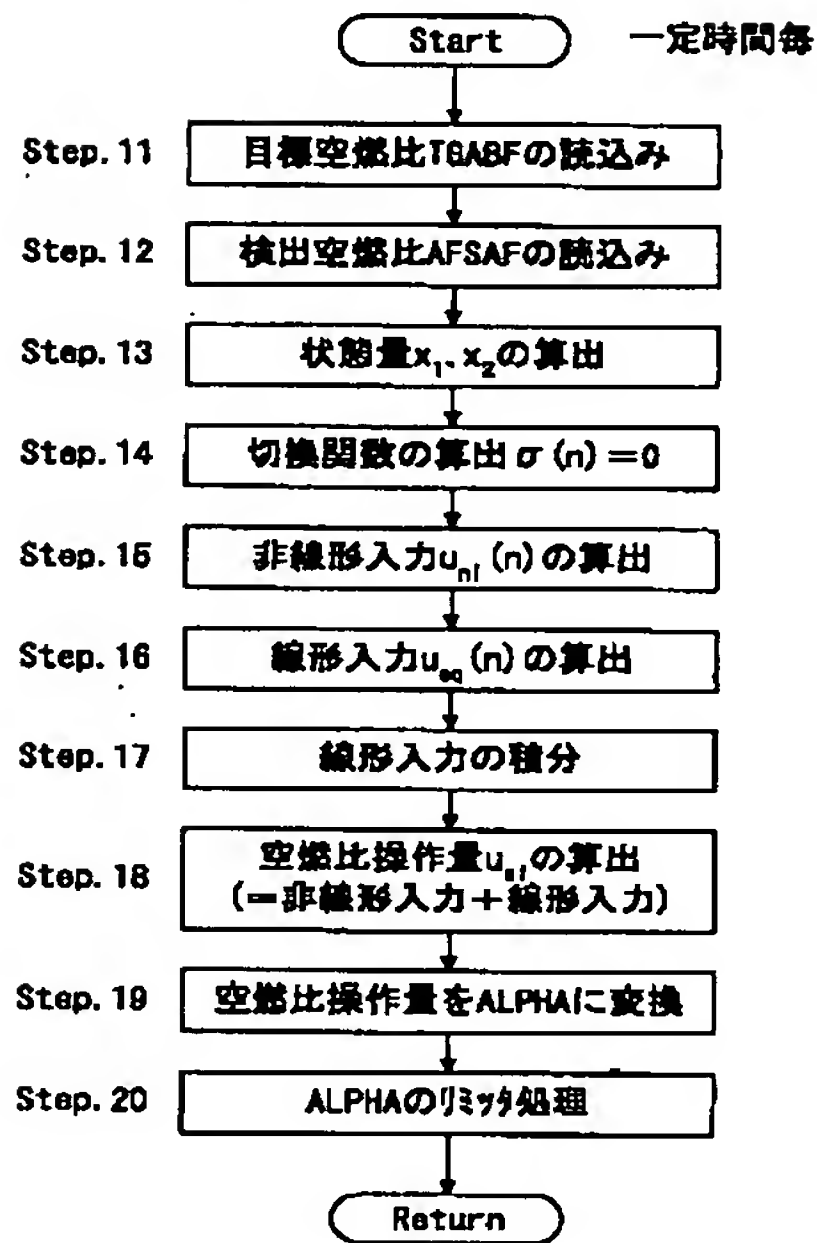 Start 一定時間毎
Step.11 目標空燃比TGABFの読込み
Step.12 検出空燃比AFSAFの読込み
Step.13 状態量x₁、x₂の算出
Step.14 切換関数の算出σ(n)=0
Step.15 非線形入力u_nl(n)の算出
Step.16 線形入力u_eq(n)の算出
Step.17 線形入力の積分
Step.18 空燃比操作量の算出
(=非線形入力+線形入力)
Step.19 空燃比操作量をALPHAに変換
Step.20 ALPHAのリミッタ処理
Return